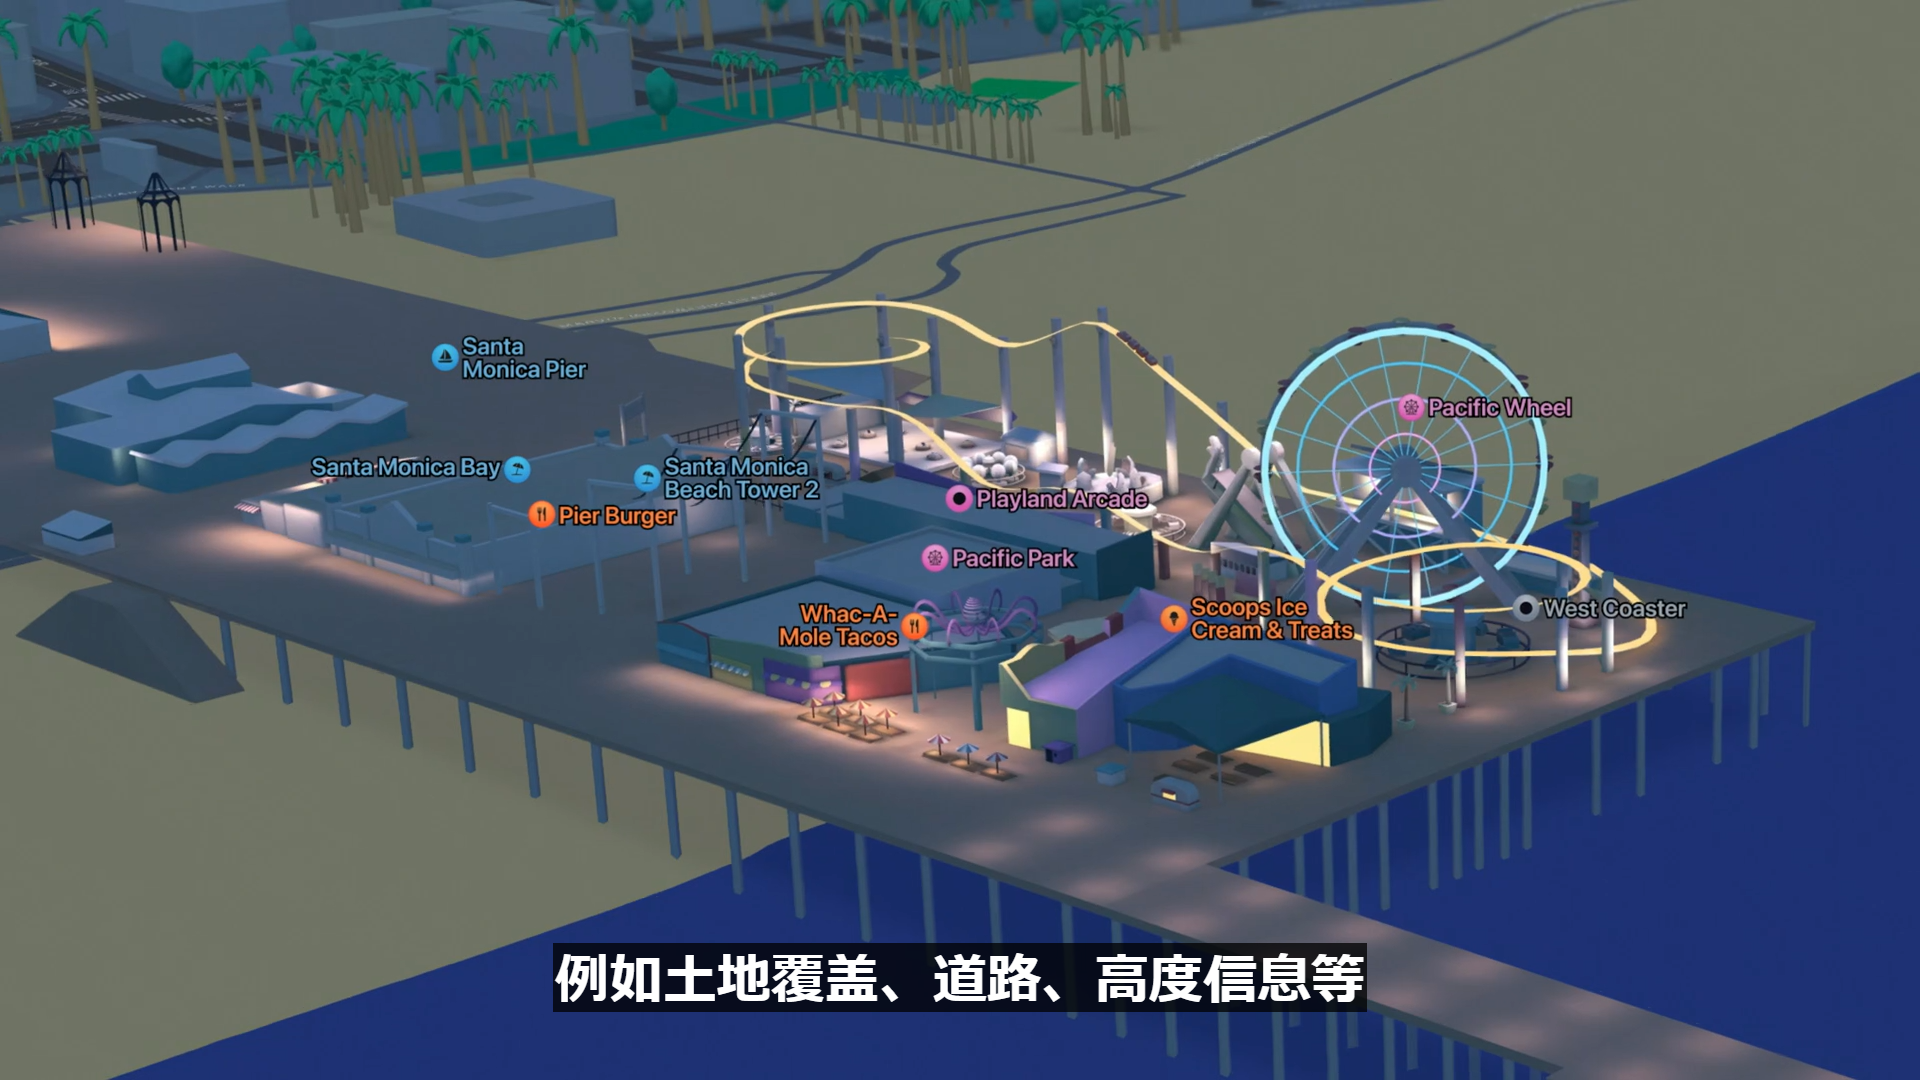 Santa
Monica Pier
Pacific Wheel
Santa Monica Bay
Santa Monica
Beach Tower 2
Pier Burger
Playland Arcade
Pacific Park
Whac-A-
Mole Tacos
Scoops Ice
Cream & Treats
West Coaster
例如土地覆盖、道路、高度信息等